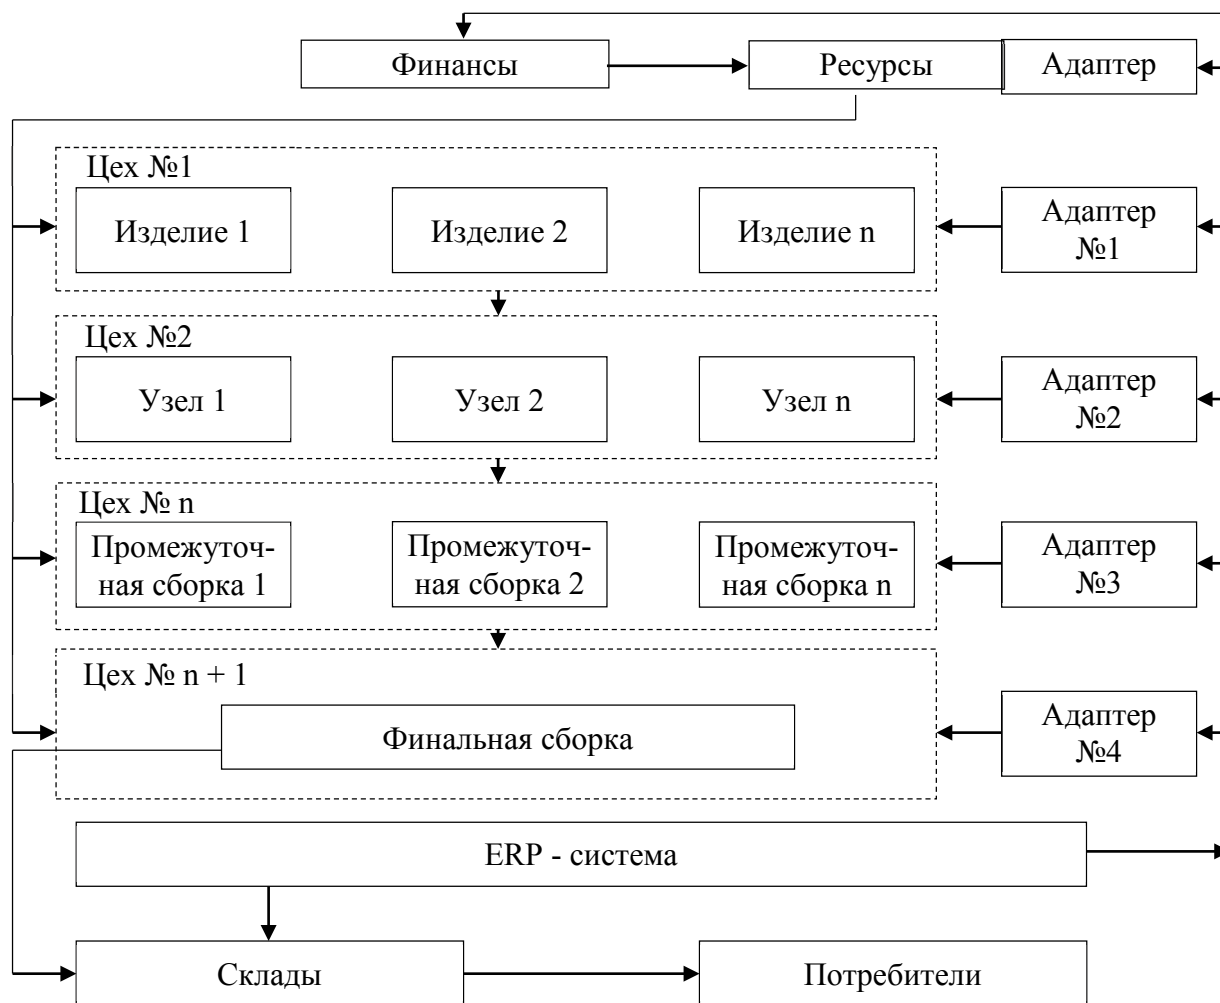 Финансы
Ресурсы
Адаптер
Цех №1
Изделие 1
Изделие 2
Изделие n
Адаптер
№1
Цех №2
Узел 1
Узел 2
Узел n
Адаптер
№2
Цех № n
Промежуточ-
ная сборка 1
Промежуточ-
ная сборка 2
Промежуточ-
ная сборка n
Адаптер
№3
Цех № n + 1
Финальная сборка
Адаптер
№4
ERP - система
Склады
Потребители